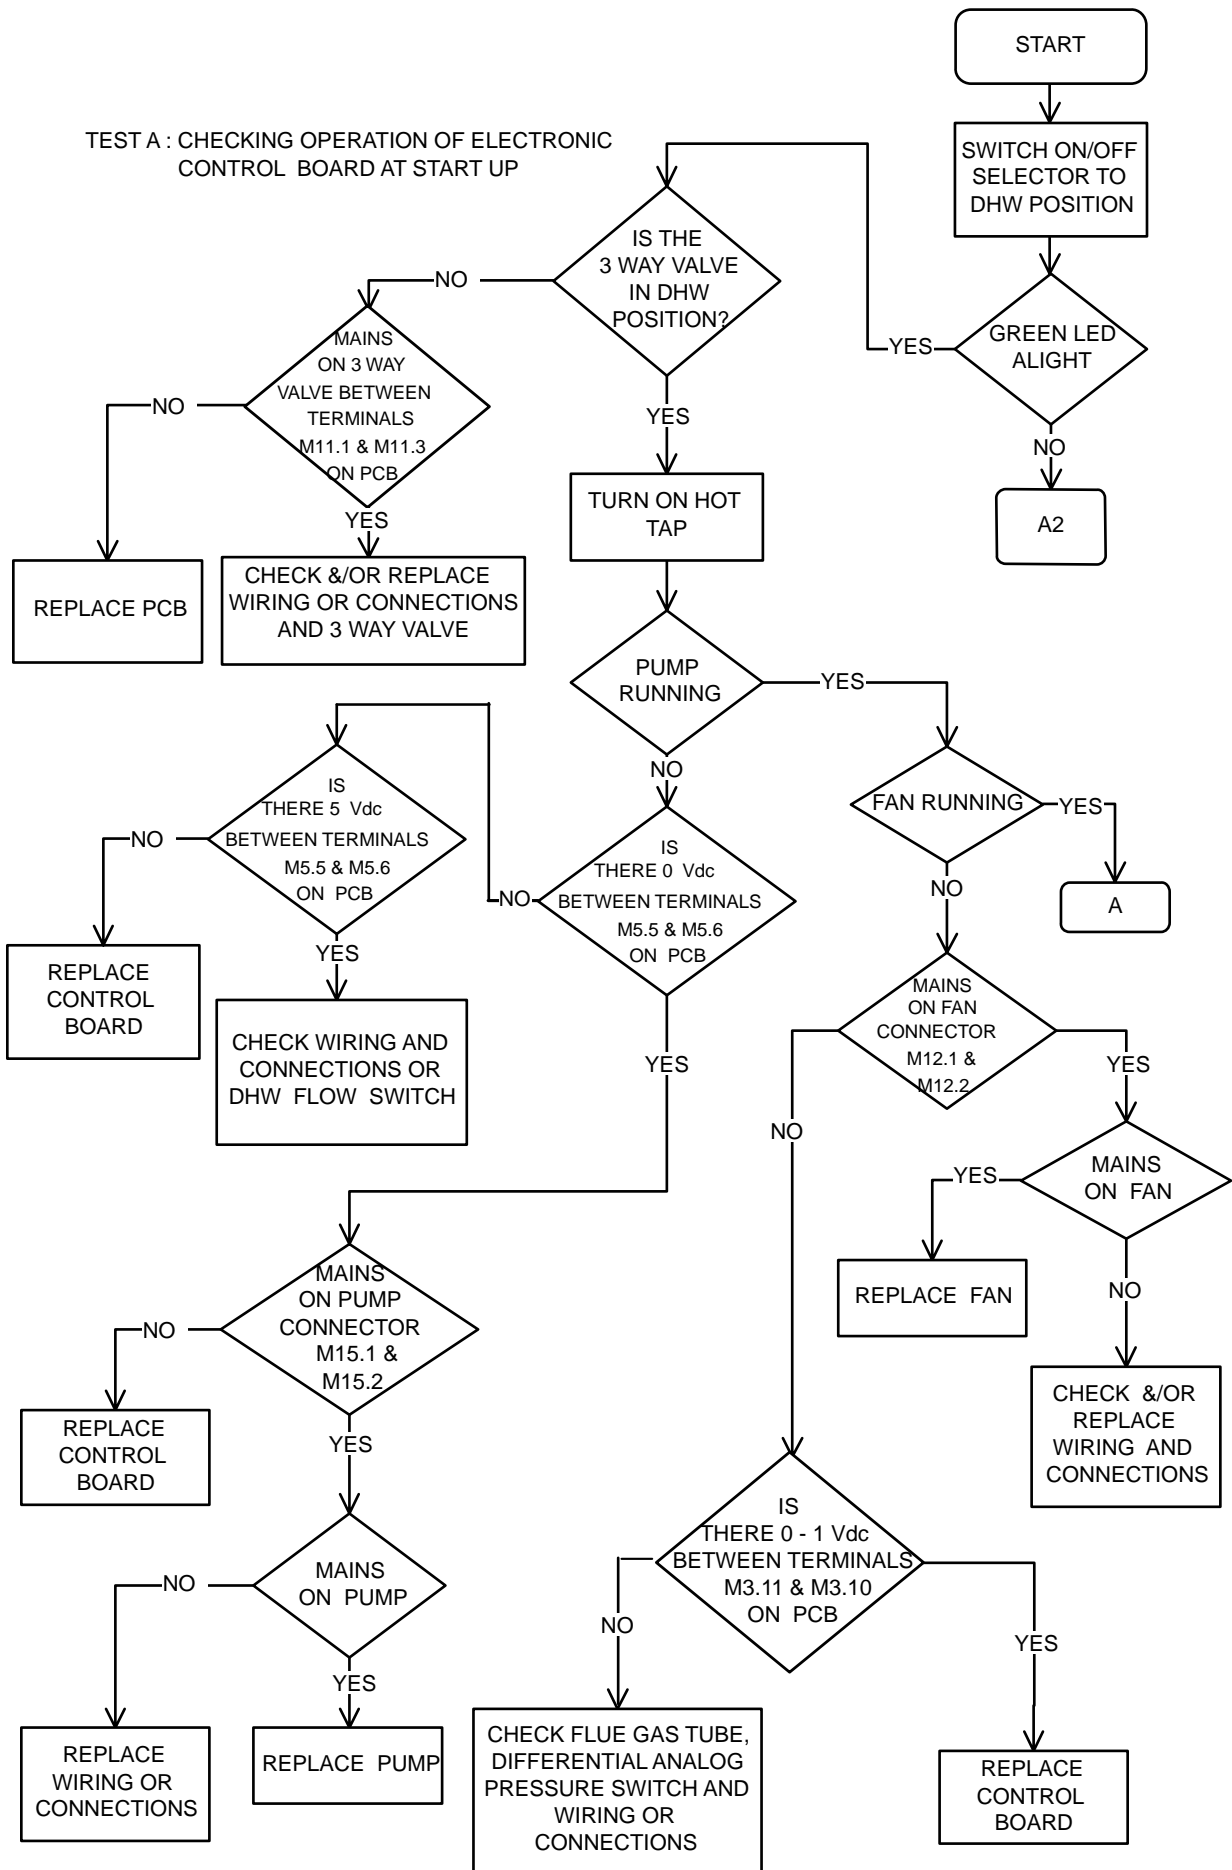 START
TEST A : CHECKING OPERATION OF ELECTRONIC
CONTROL BOARD AT START UP
SWITCH ON/OFF
SELECTOR TO
DHW POSITION
IS THE
3 WAY VALVE
IN DHW
POSITION?
NO
YES
GREEN LED
ALIGHT
MAINS
ON 3 WAY
VALVE BETWEEN
TERMINALS
M11.1 & M11.3
ON PCB
NO
YES
NO
YES
TURN ON HOT
TAP
A2
REPLACE PCB
CHECK &/OR REPLACE
WIRING OR CONNECTIONS
AND 3 WAY VALVE
PUMP
RUNNING
YES
NO
IS
THERE 5 Vdc
BETWEEN TERMINALS
M5.5 & M5.6
ON PCB
NO
FAN RUNNING
YES
IS
THERE 0 Vdc
BETWEEN TERMINALS
M5.5 & M5.6
ON PCB
NO
NO
A
YES
REPLACE
CONTROL
BOARD
CHECK WIRING AND
CONNECTIONS OR
DHW FLOW SWITCH
MAINS
ON FAN
CONNECTOR
M12.1 &
M12.2
YES
YES
NO
YES
MAINS
ON FAN
REPLACE FAN
NO
MAINS
ON PUMP
CONNECTOR
M15.1 &
M15.2
NO
CHECK &/OR
REPLACE
WIRING AND
CONNECTIONS
REPLACE
CONTROL
BOARD
YES
IS
THERE 0 - 1 Vdc
BETWEEN TERMINALS
M3.11 & M3.10
ON PCB
MAINS
ON PUMP
NO
NO
YES
YES
REPLACE
WIRING OR
CONNECTIONS
REPLACE PUMP
CHECK FLUE GAS TUBE,
DIFFERENTIAL ANALOG
PRESSURE SWITCH AND
WIRING OR
CONNECTIONS
REPLACE
CONTROL
BOARD